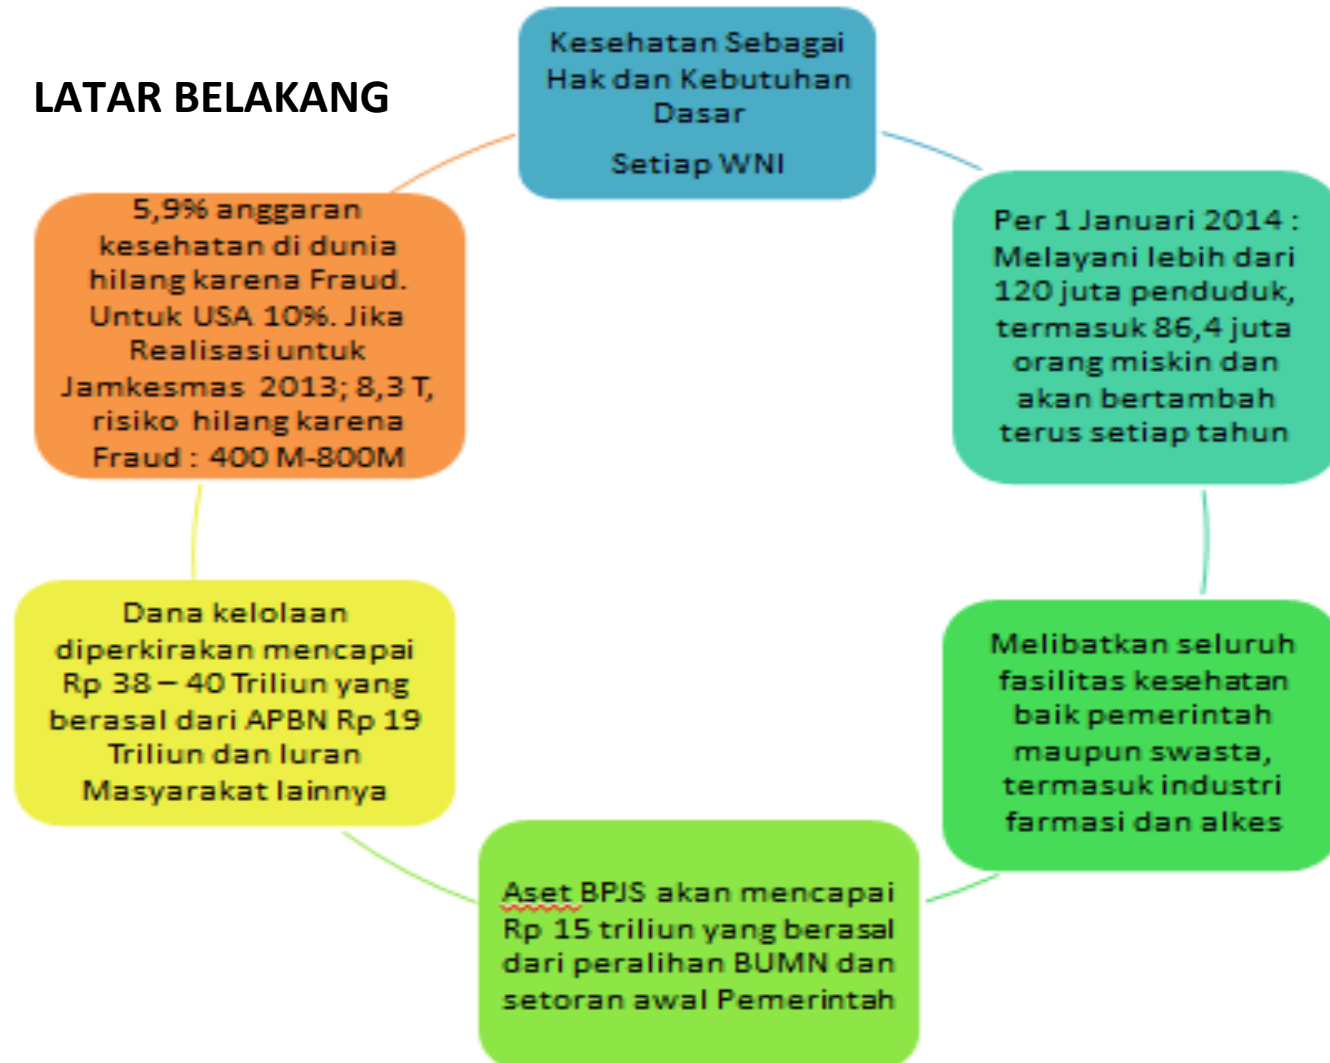 LATAR BELAKANG
Kesehatan Sebagai
Hak dan Kebutuhan
Dasar
Setiap WNI
Per 1 Januari 2014 :
Melayani lebih dari
120 juta penduduk,
termasuk 86,4 juta
orang miskin dan
akan bertambah
terus setiap tahun
Melibatkan seluruh
fasilitas kesehatan
baik pemerintah
maupun swasta,
termasuk industri
farmasi dan alkes
Aset BPJS akan mencapai
Rp 15 triliun yang berasal
dari peralihan BUMN dan
setoran awal Pemerintah
Dana kelolaan
diperkirakan mencapai
Rp 38 – 40 Triliun yang
berasal dari APBN Rp 19
Triliun dan Iuran
Masyarakat lainnya
5,9% anggaran
kesehatan di dunia
hilang karena Fraud.
Untuk USA 10%. Jika
Realisasi untuk
Jamkesmas 2013; 8,3 T,
risiko hilang karena
Fraud : 400 M-800M